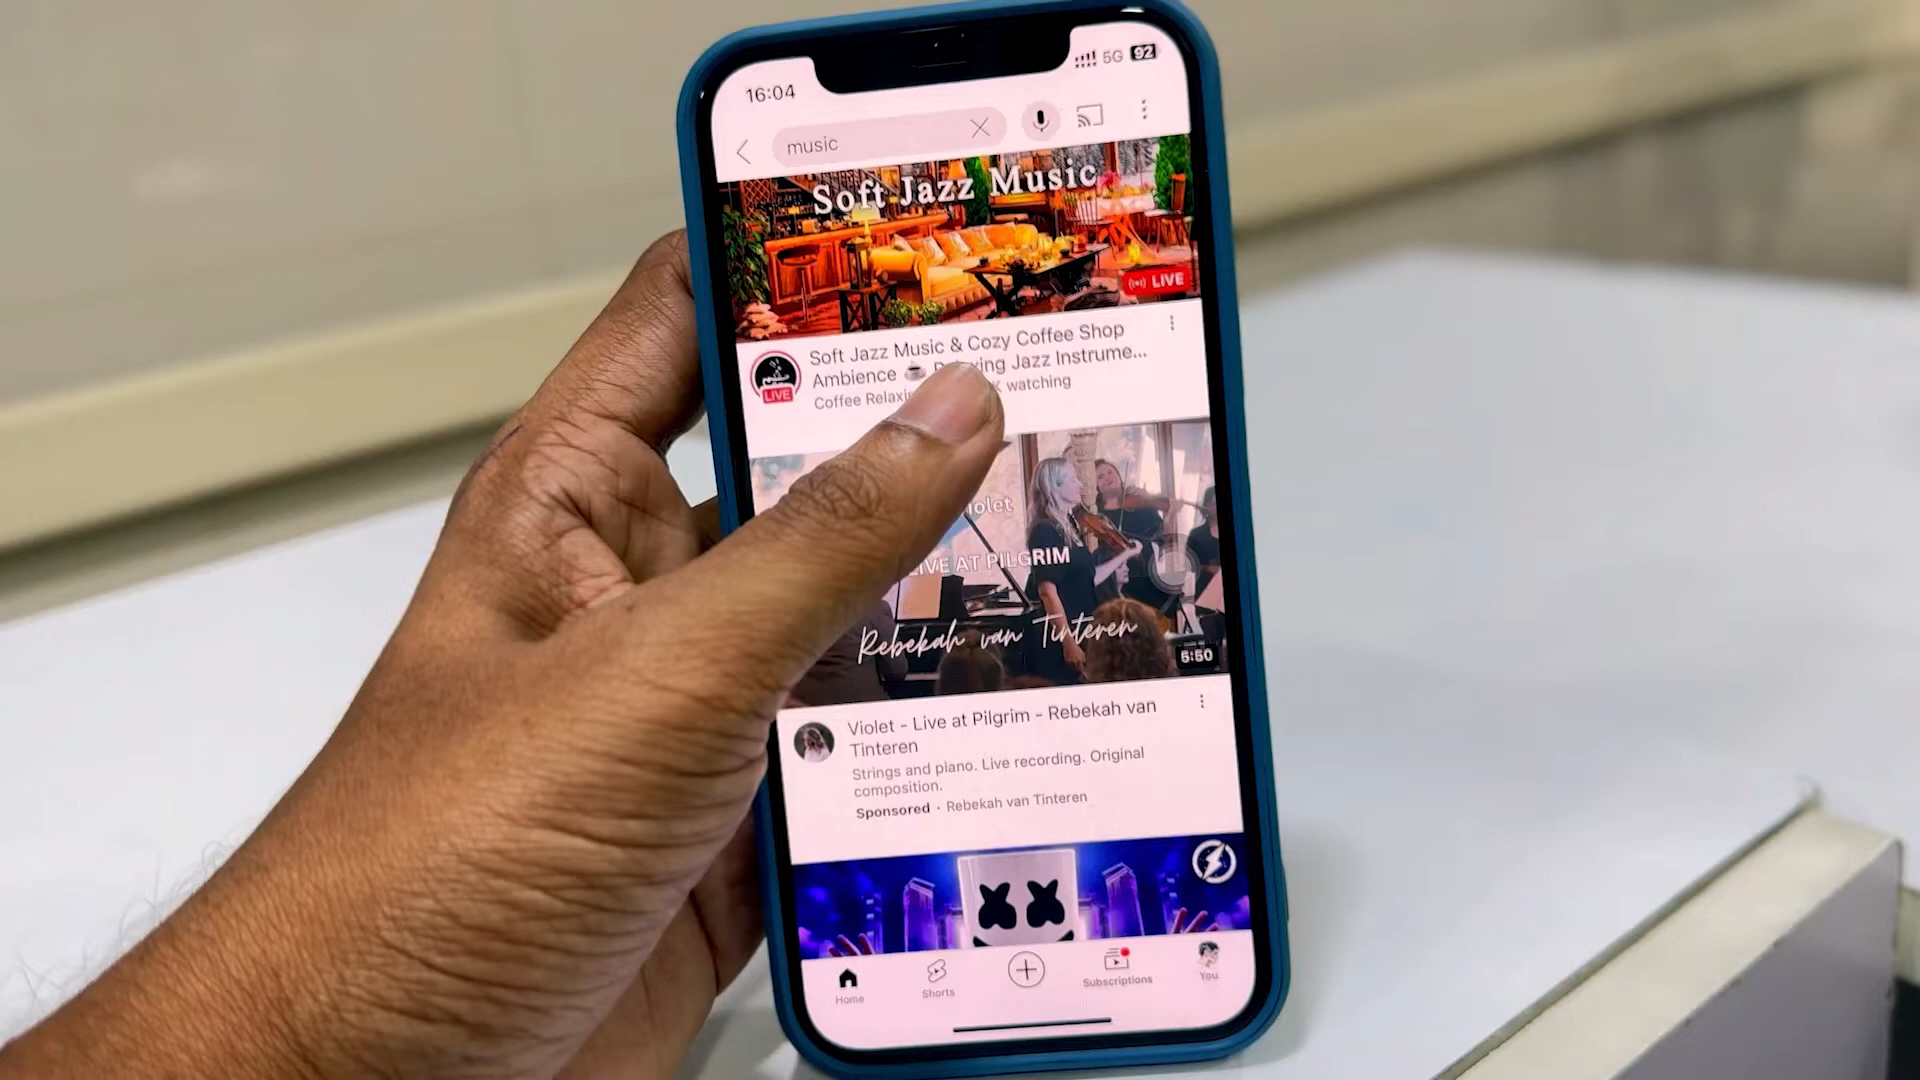 16:04
5G 92
music
Soft Jazz Music
LIVE
Soft Jazz Music & Cozy Coffee Shop
Ambience ☕ Jazz Instrume...
LIVE
Coffee watching
LIVE AT PILGRIM
Rebekah van Tinteren
5:50
Violet - Live at Pilgrim - Rebekah van
Tinteren
Strings and piano. Live recording. Original
composition.
Sponsored · Rebekah van Tinteren
Home
Shorts
Subscriptions
You